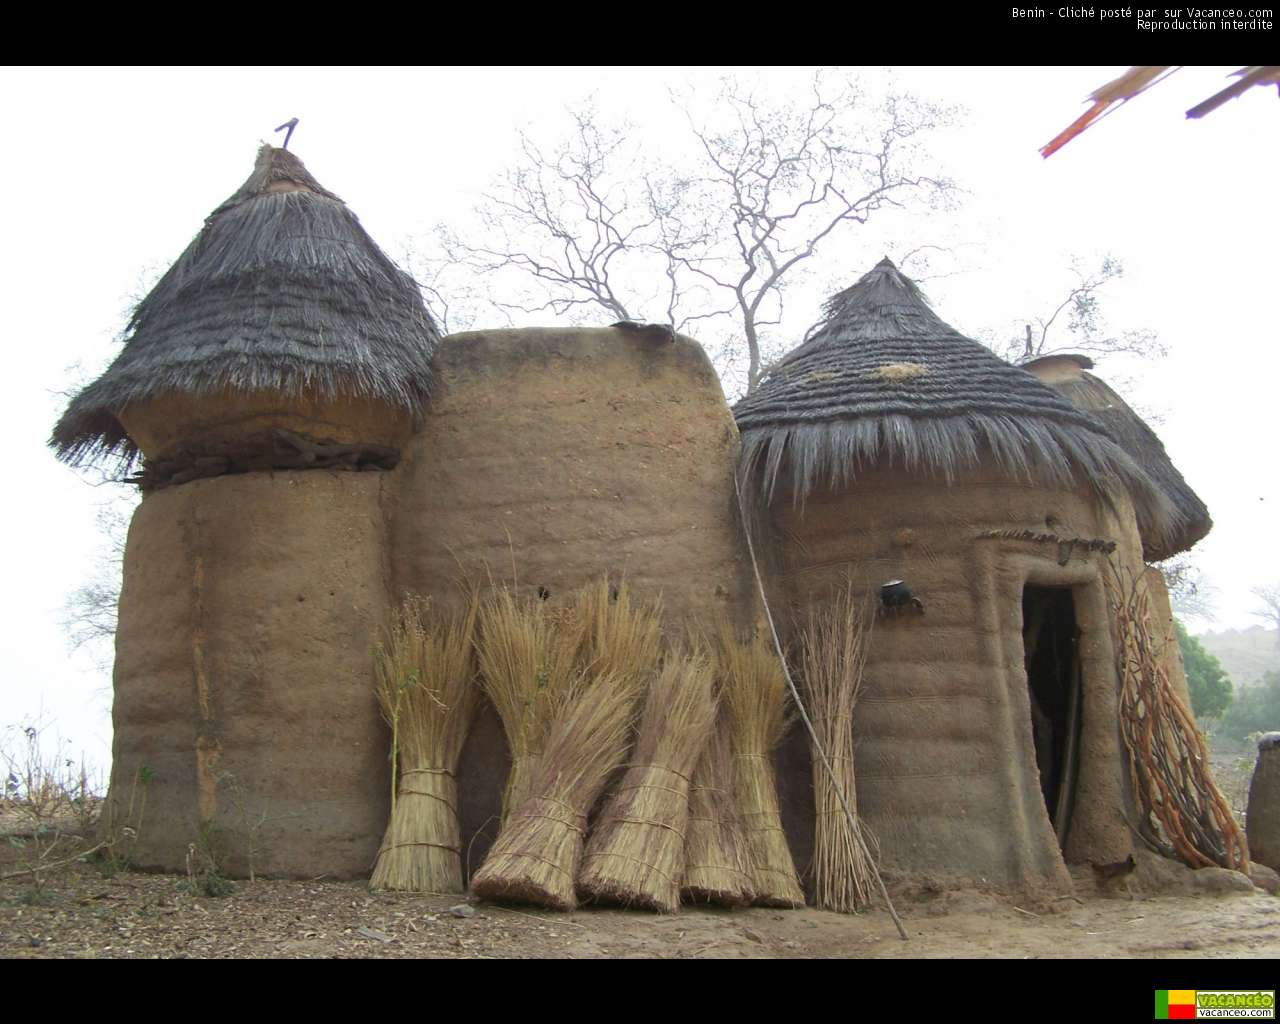 Benin - Cliché posté par  sur Vacanceo.com
Reproduction interdite
VACANCÉO
vacanceo.com